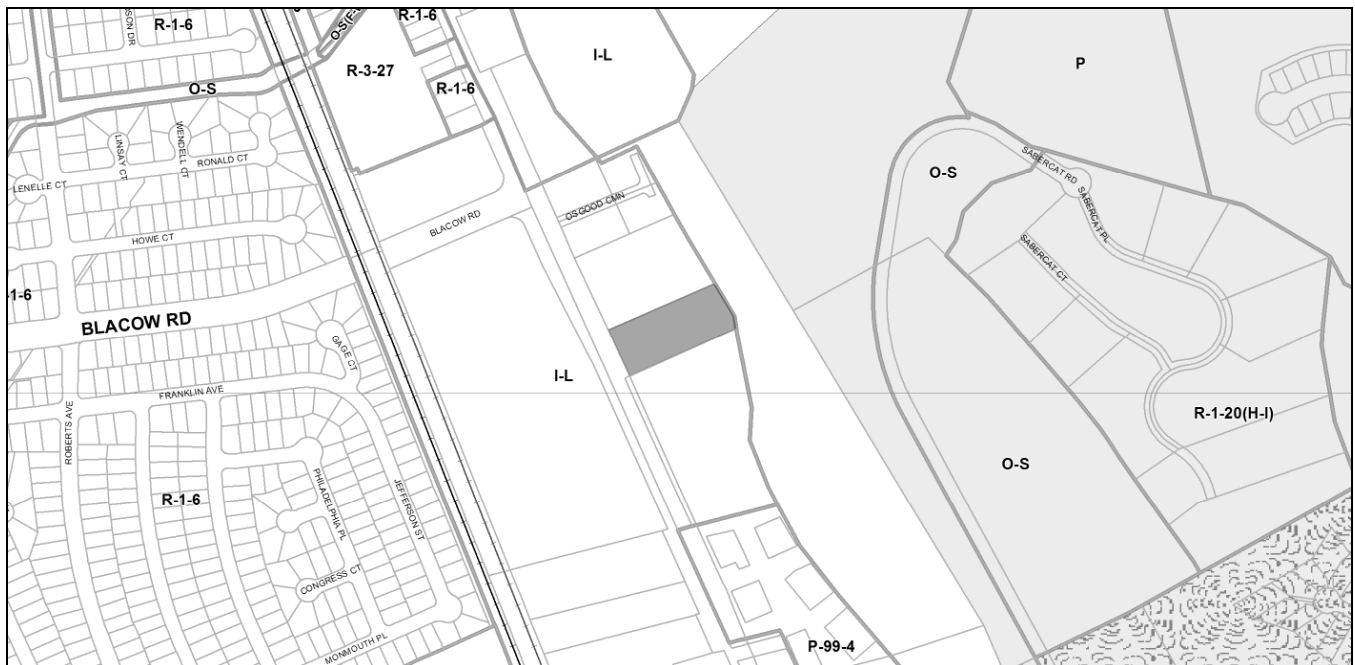 R-1-6
R-1-6
I-L
P
R-3-27
R-1-6
O-S
LINSAY CT
WENDELL CT
RONALD CT
LENELLE CT
HOWE CT
BLACOW RD
OSGOOD CMN
O-S
SABERCAT RD
SABERCAT PL
SABERCAT CT
-1-6
BLACOW RD
GAGE CT
FRANKLIN AVE
ROBERTS AVE
I-L
R-1-20(H-I)
O-S
R-1-6
PHILADELPHIA PL
JEFFERSON ST
CONGRESS CT
MONMOUTH PL
P-99-4